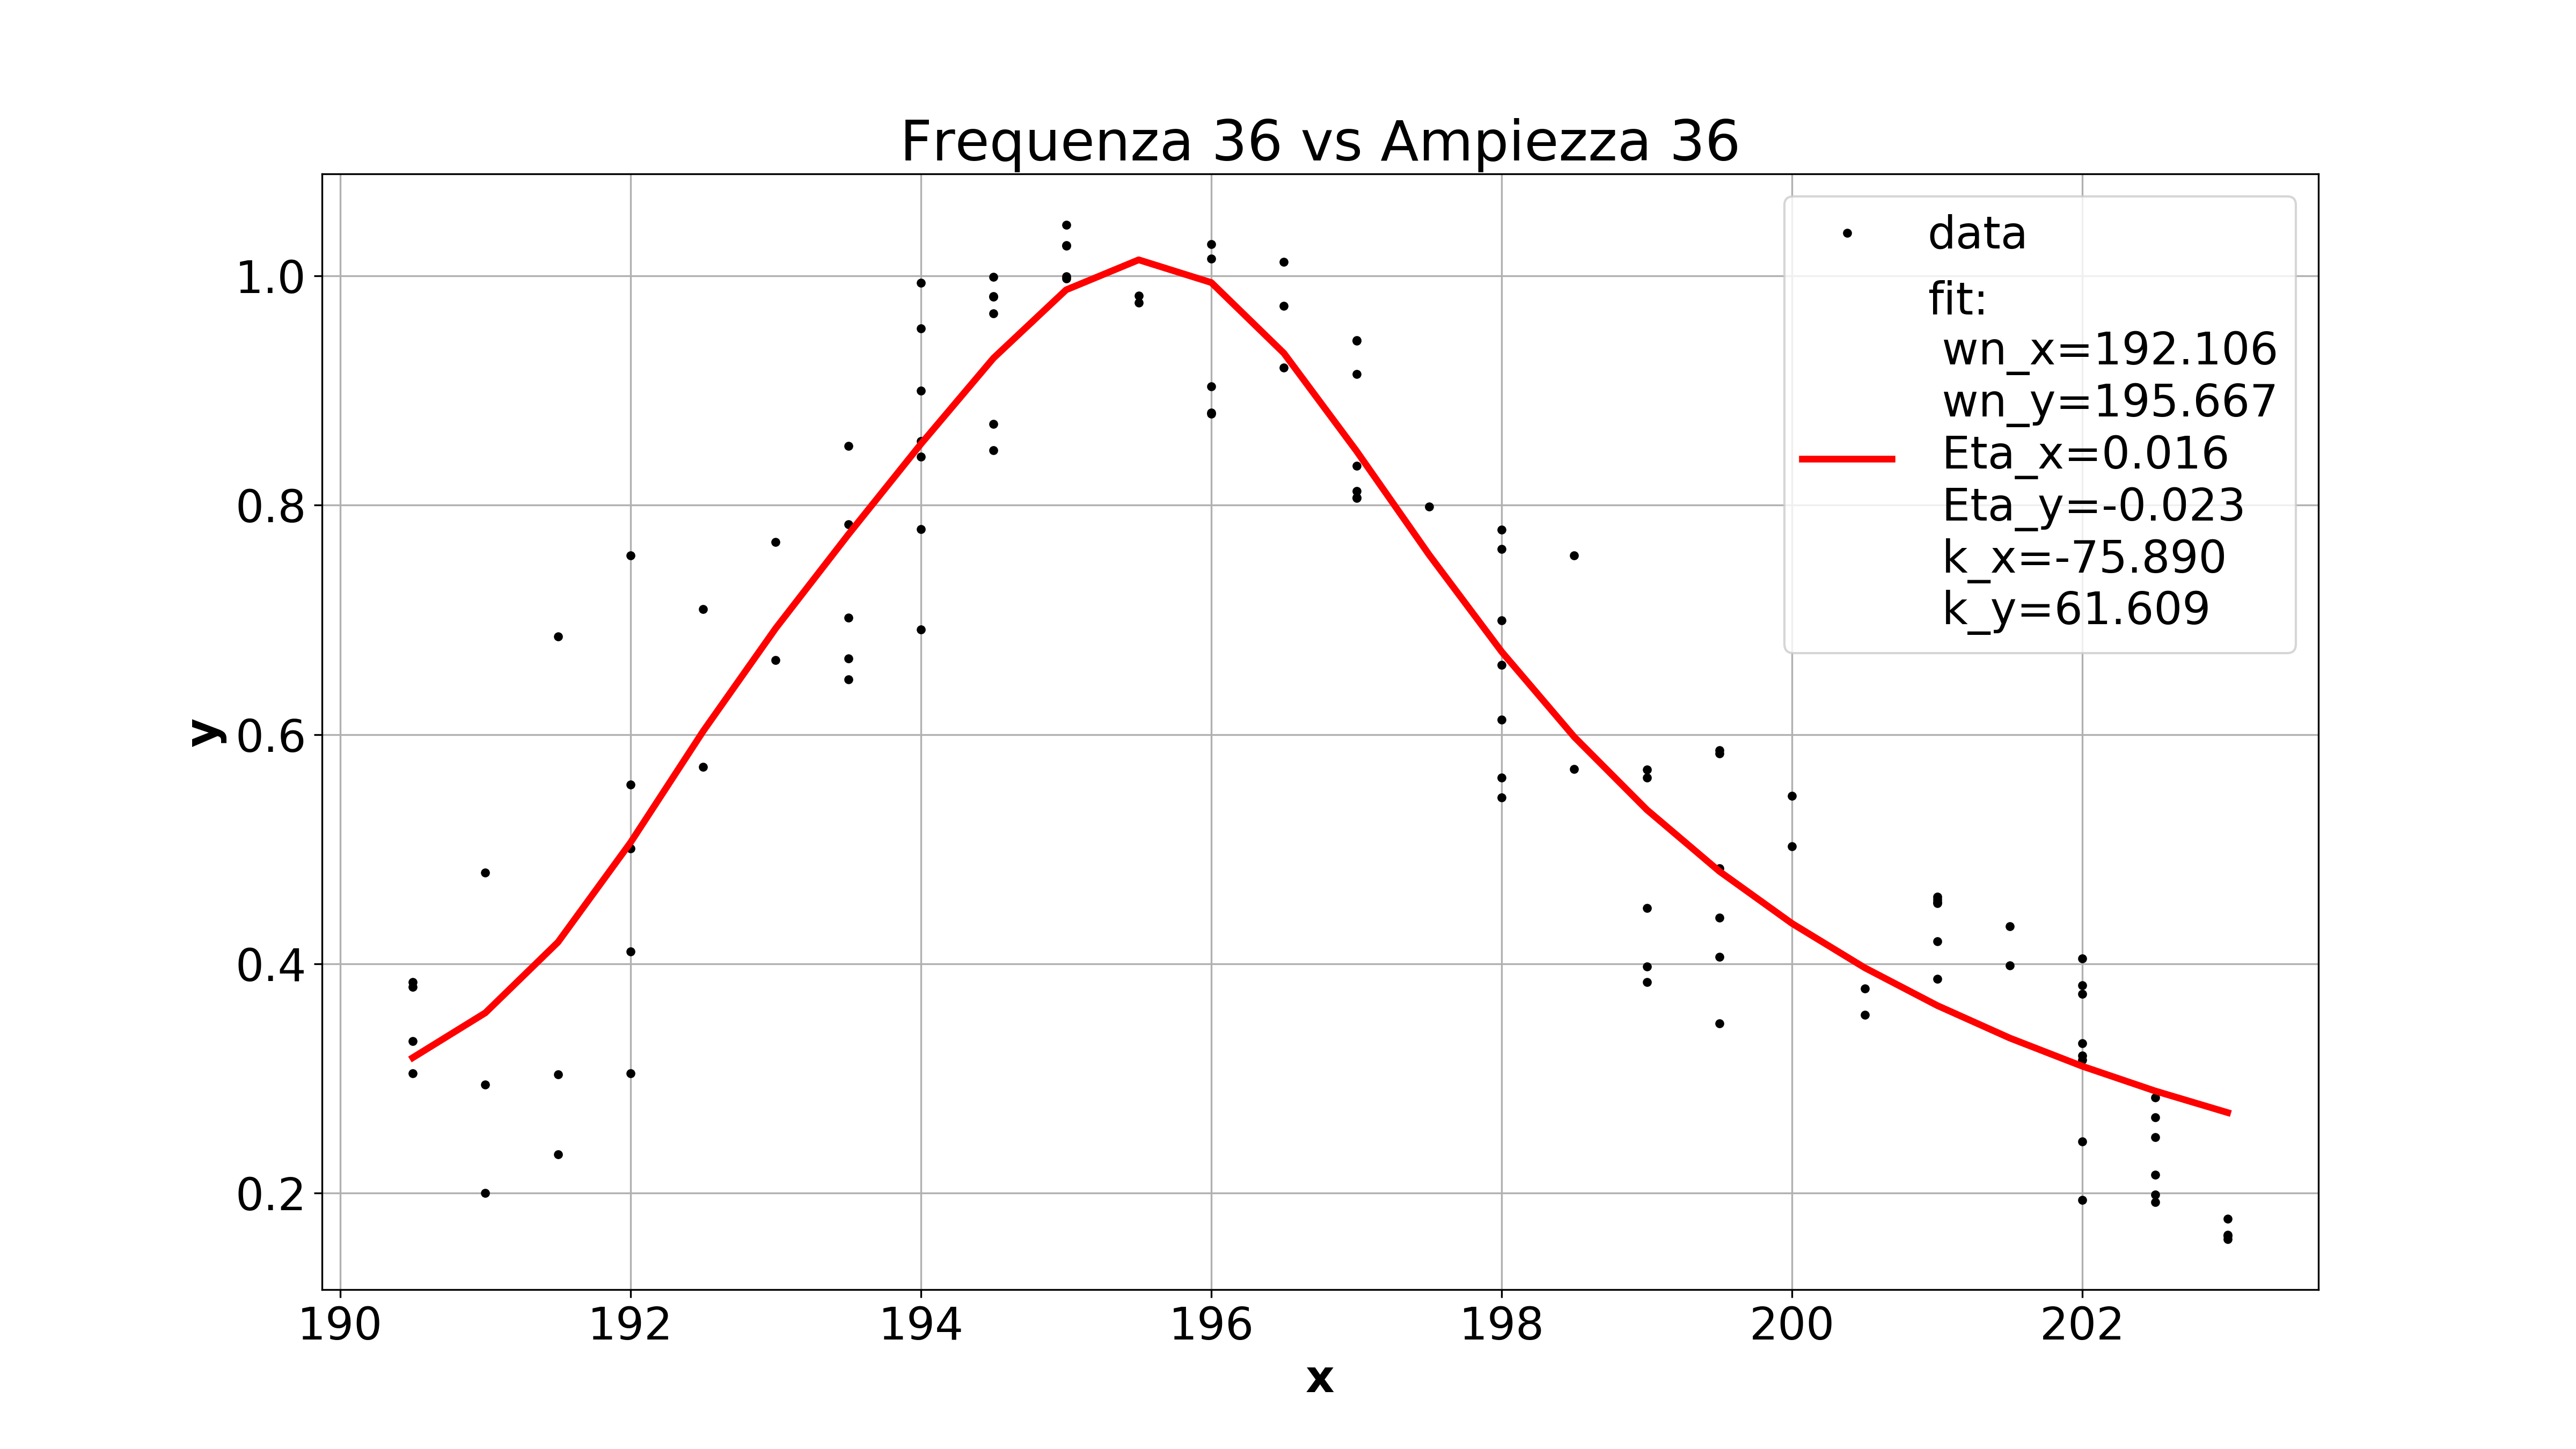 Frequenza 36 vs Ampiezza 36
data
fit:
wn_x=192.106
wn_y=195.667
Eta_x=0.016
Eta_y=-0.023
k_x=-75.890
k_y=61.609
1.0
0.8
0.6
0.4
0.2
y
190 192 194 196 198 200 202
x